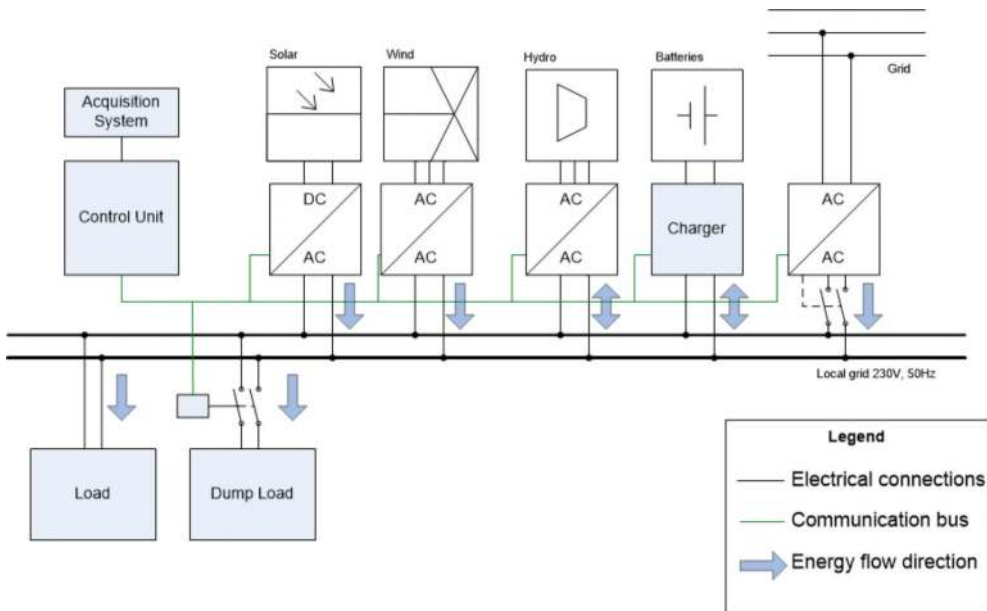 Solar
Wind
Hydro
Batteries
Grid
Acquisition
System
Control Unit
DC
AC
AC
AC
AC
AC
Charger
AC
AC
Local grid 230V, 50Hz
Load
Dump Load
Legend
Electrical connections
Communication bus
Energy flow direction